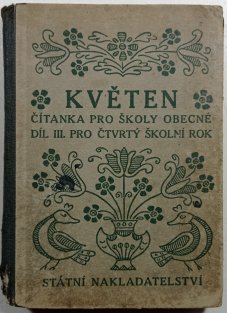 KVĚTEN
ČÍTANKA PRO ŠKOLY OBECNÉ
DÍL III. PRO ČTVRTÝ ŠKOLNÍ ROK
STÁTNÍ NAKLADATELSTVÍ